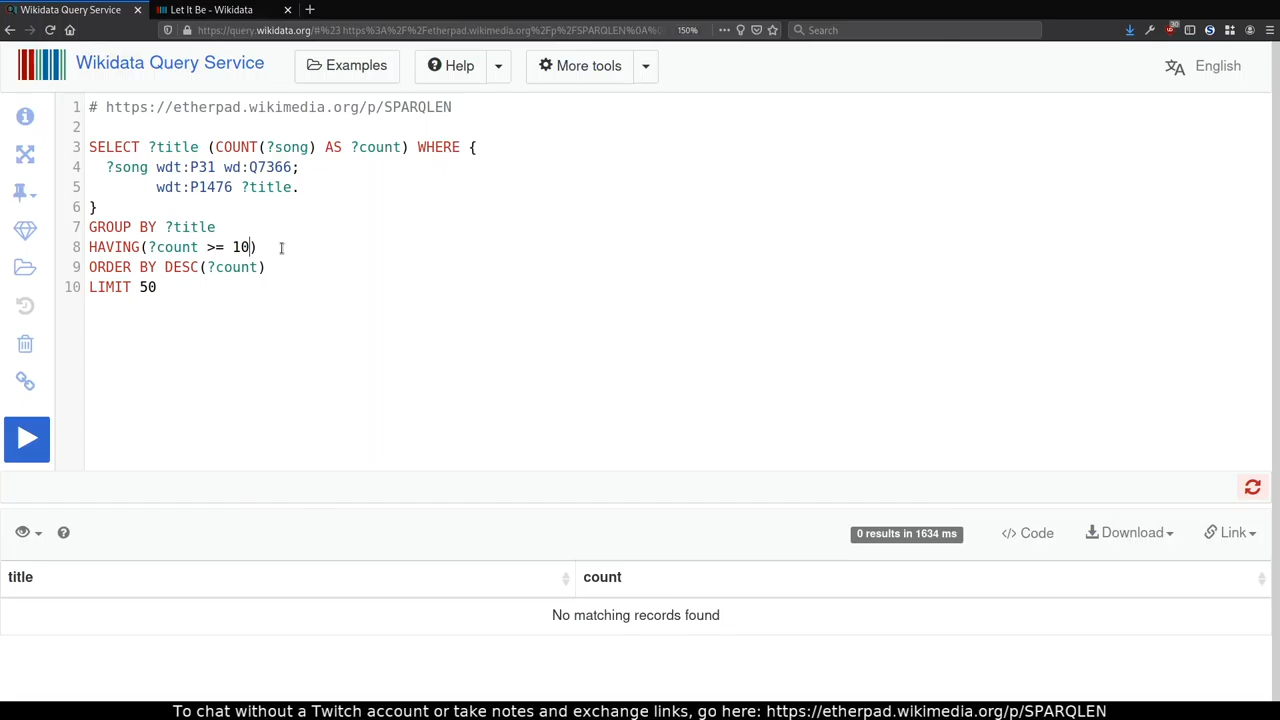 Wikidata Query Service
Let It Be - Wikidata
https://query.wikidata.org/#%23 https%3A%2F%2Fetherpad.wikimedia.org%2Fp%2FSPARQLEN%0A%0
150%
Search
30
Wikidata Query Service
Examples
Help
More tools
English
1 # https://etherpad.wikimedia.org/p/SPARQLEN
2
3 SELECT ?title (COUNT(?song) AS ?count) WHERE {
4 ?song wdt:P31 wd:Q7366;
5 wdt:P1476 ?title.
6 }
7 GROUP BY ?title
8 HAVING(?count >= 10)
9 ORDER BY DESC(?count)
10 LIMIT 50
0 results in 1634 ms
</> Code
Download
Link
title count
No matching records found
To chat without a Twitch account or take notes and exchange links, go here: https://etherpad.wikimedia.org/p/SPARQLEN